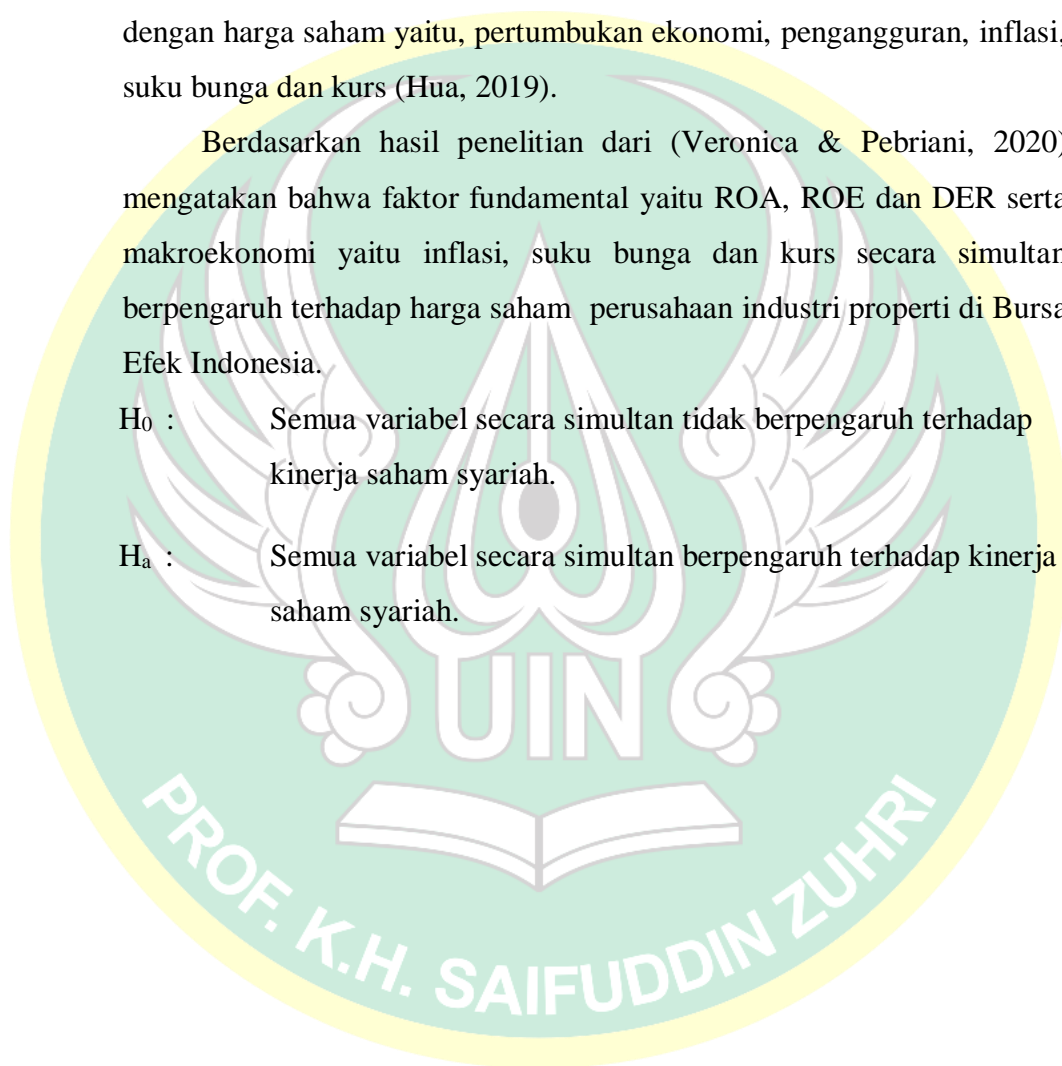 dengan harga saham yaitu, pertumbukan ekonomi, pengangguran, inflasi,
suku bunga dan kurs (Hua, 2019).
Berdasarkan hasil penelitian dari (Veronica & Pebriani, 2020)
mengatakan bahwa faktor fundamental yaitu ROA, ROE dan DER serta
makroekonomi yaitu inflasi, suku bunga dan kurs secara simultan
berpengaruh terhadap harga saham perusahaan industri properti di Bursa
Efek Indonesia.
H₀ : Semua variabel secara simultan tidak berpengaruh terhadap
kinerja saham syariah.
Hₐ : Semua variabel secara simultan berpengaruh terhadap kinerja
saham syariah.
UIN
PROF. K.H. SAIFUDDIN ZUHRI